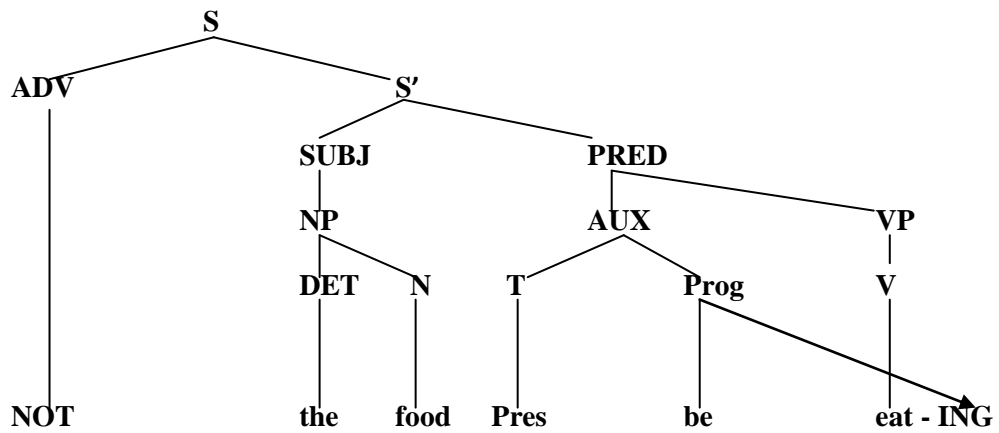 S
ADV S′
SUBJ PRED
NP AUX VP
DET N T Prog V
NOT the food Pres be eat - ING